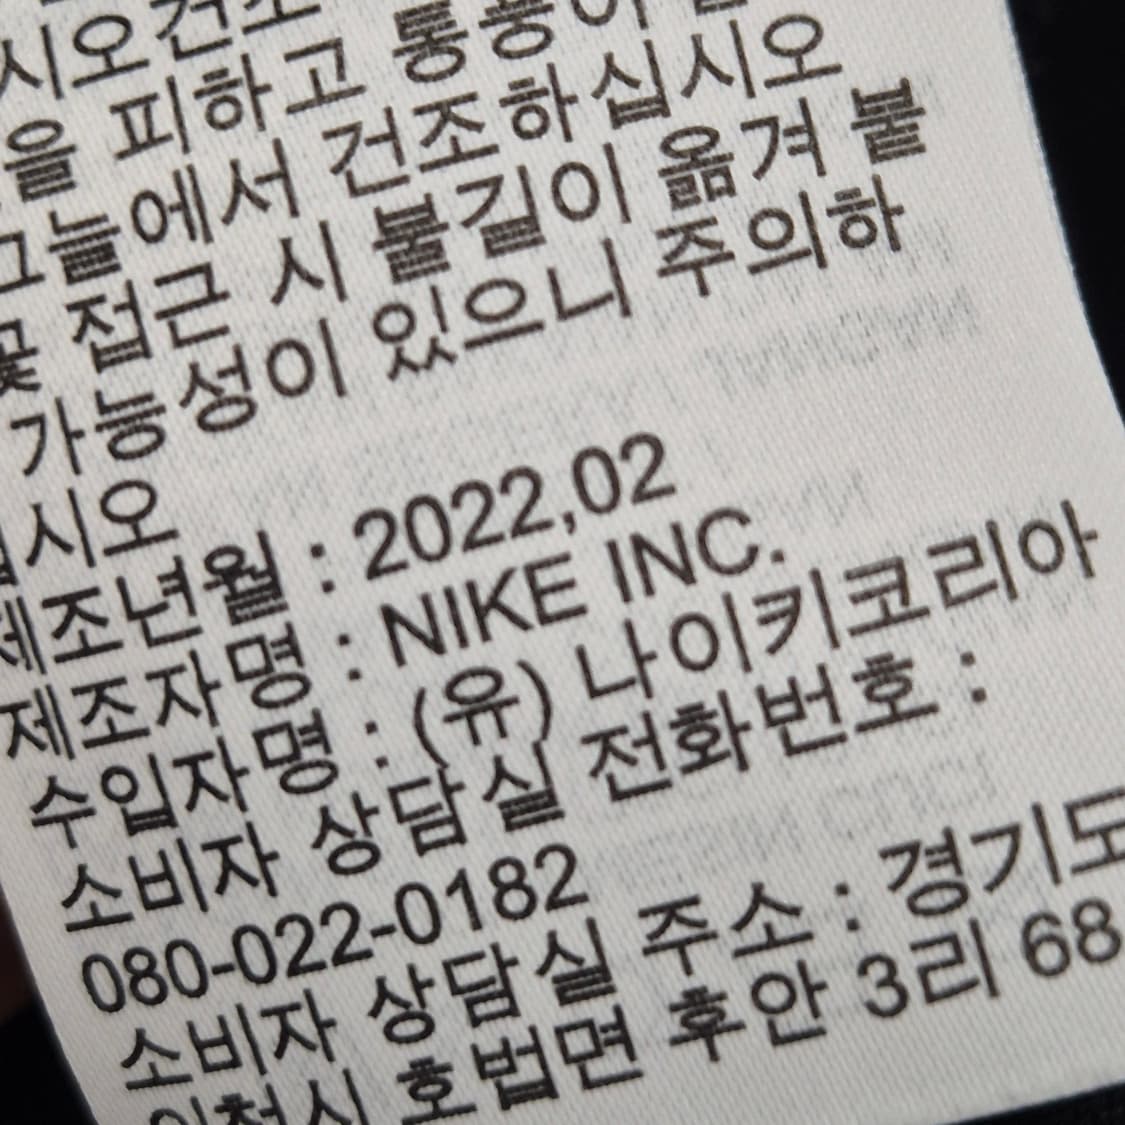 시오건조
을 피하고 통풍이
그늘에서 건조하십시오
꽃 접근 시 불길이 옮겨 붙
가능성이 있으니 주의하
십시오
제조년월 : 2022,02
제조자명 : NIKE INC.
수입자명 : (유) 나이키코리아
소비자 상담실 전화번호 :
080-022-0182
소비자 상담실 주소 : 경기도
이천시 호법면 후안 3리 68